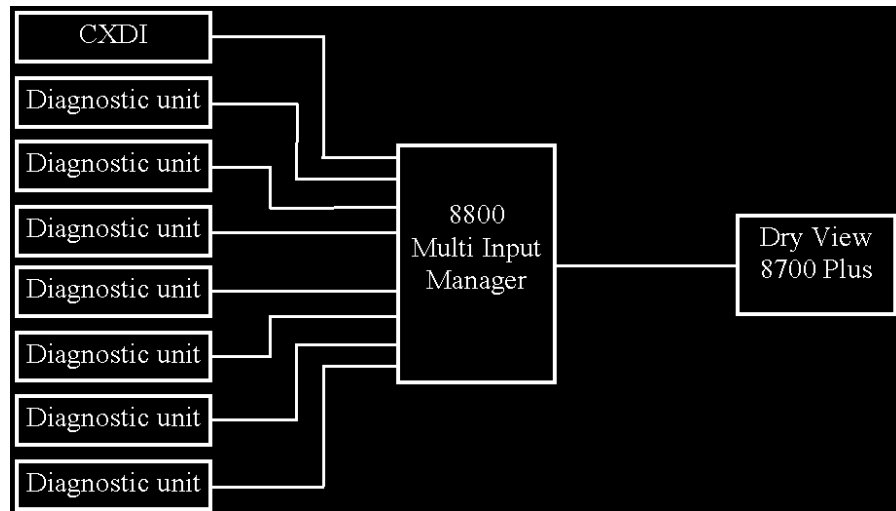 CXDI
Diagnostic unit
Diagnostic unit
Diagnostic unit
Diagnostic unit
Diagnostic unit
Diagnostic unit
Diagnostic unit
8800
Multi Input
Manager
Dry View
8700 Plus